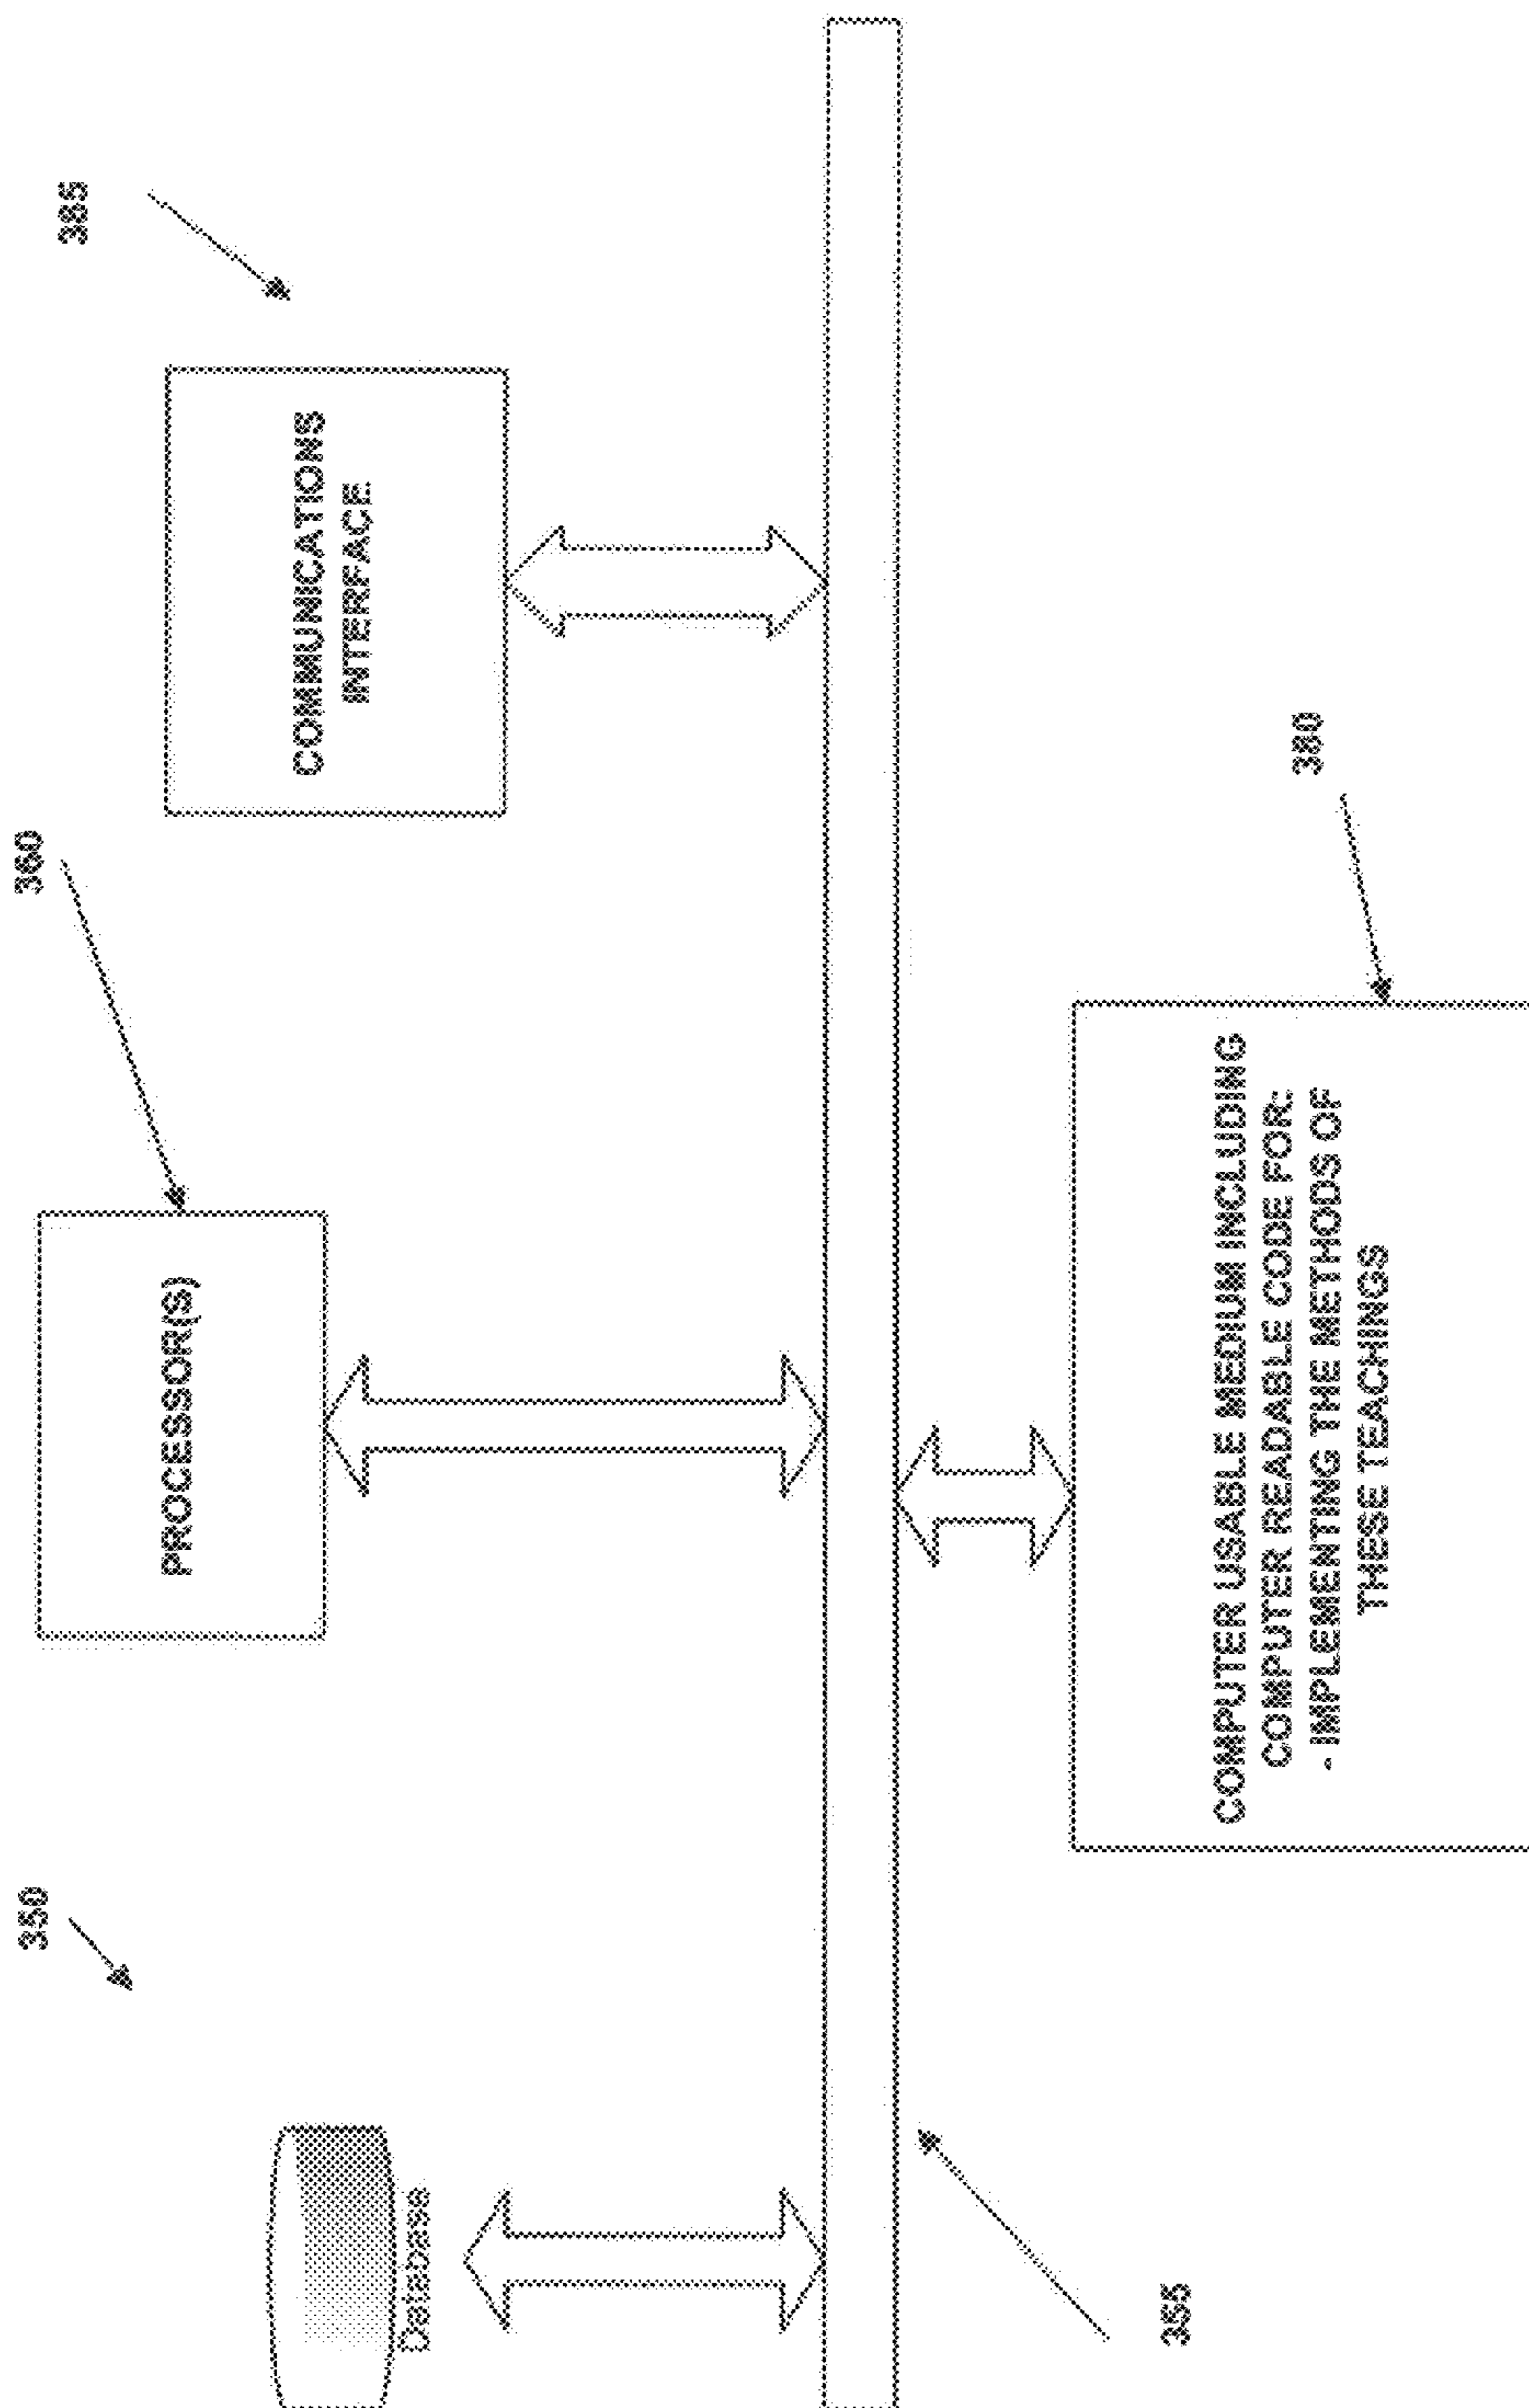 350
360
385
PROCESSOR(S)
COMMUNICATIONS
INTERFACE
Database
355
380
COMPUTER USABLE MEDIUM INCLUDING
COMPUTER READABLE CODE FOR:
- IMPLEMENTING THE METHODS OF
THESE TEACHINGS